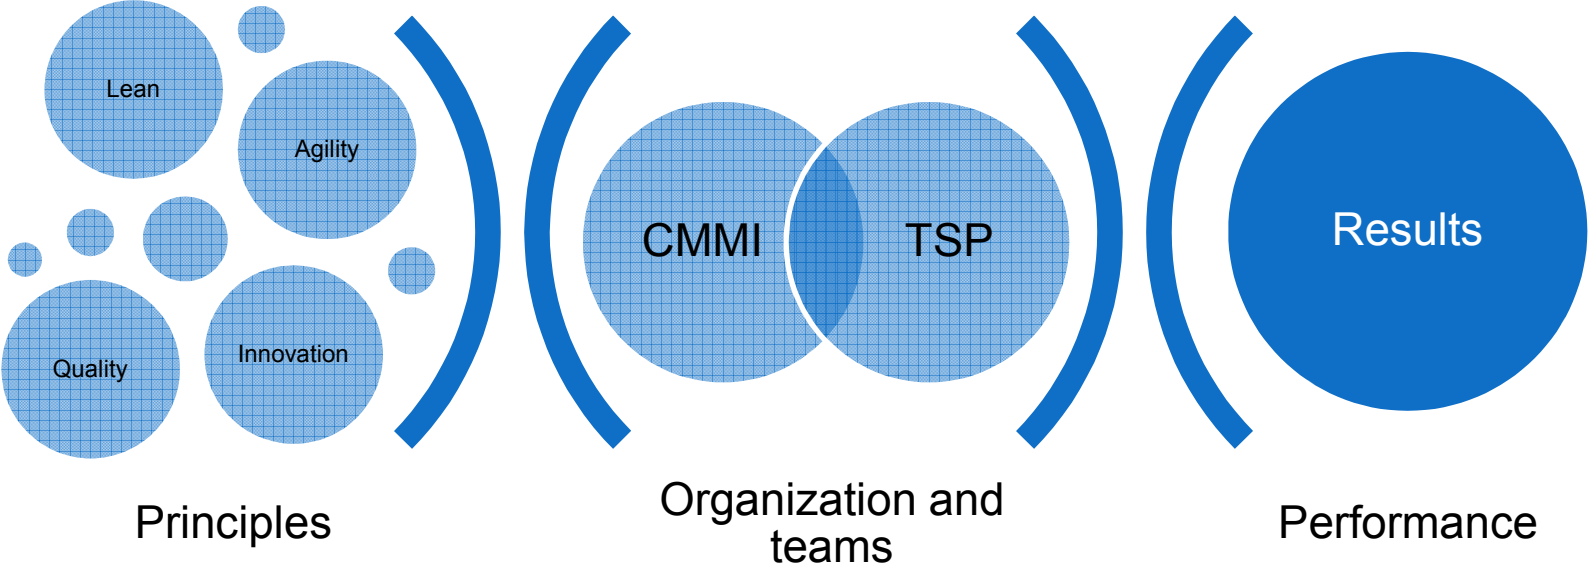 Lean
Agility
Quality
Innovation
Principles
CMMI
TSP
Organization and
teams
Results
Performance